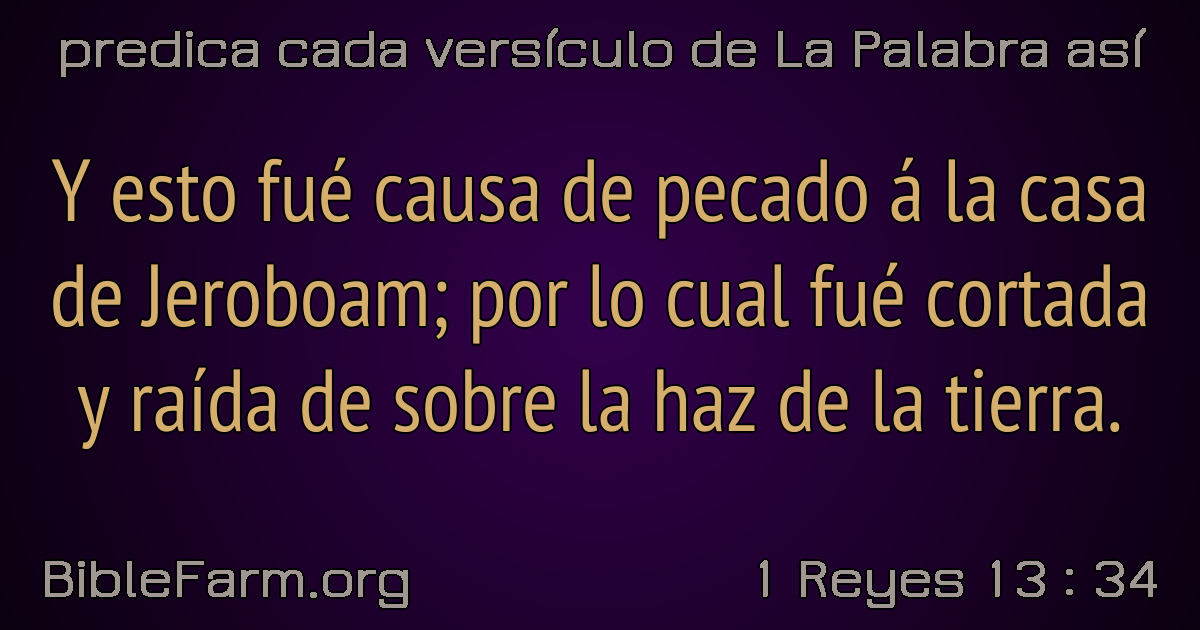 predica cada versículo de La Palabra así
Y esto fué causa de pecado á la casa
de Jeroboam; por lo cual fué cortada
y raída de sobre la haz de la tierra.
BibleFarm.org
1 Reyes 13 : 34